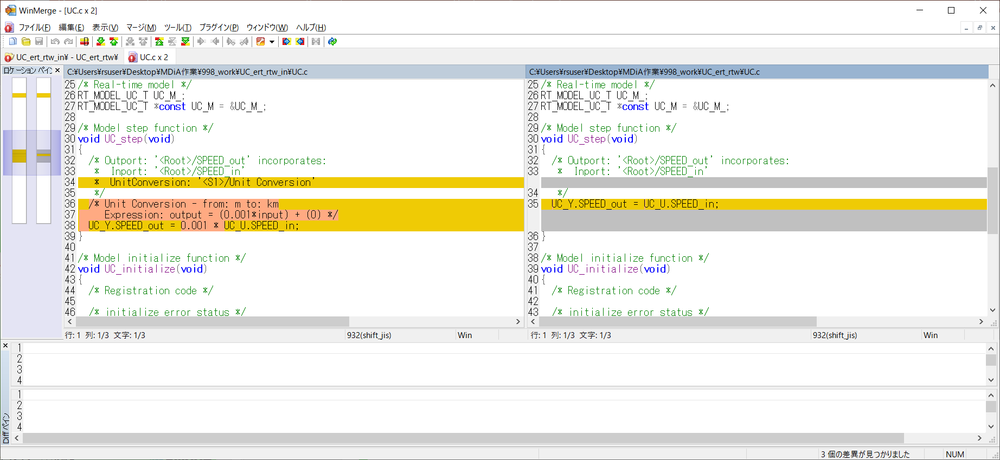 WinMerge - [UC.c x 2]
ファイル(F) 編集(E) 表示(V) マージ(M) ツール(T) プラグイン(P) ウィンドウ(W) ヘルプ(H)
UC_ert_rtw_in¥ - UC_ert_rtw¥ UC.c x 2
ロケーション ペイン
C:¥Users¥rsuser¥Desktop¥MDiA作業¥998_work¥UC_ert_rtw_in¥UC.c
25 /* Real-time model */
26 RT_MODEL_UC_T UC_M_;
27 RT_MODEL_UC_T *const UC_M = &UC_M_;
28
29 /* Model step function */
30 void UC_step(void)
31 {
32   /* Outport: '<Root>/SPEED_out' incorporates:
33    *  Inport: '<Root>/SPEED_in'
34    *  UnitConversion: '<S1>/Unit Conversion'
35    */
36   /* Unit Conversion - from: m to: km
37      Expression: output = (0.001*input) + (0) */
38   UC_Y.SPEED_out = 0.001 * UC_U.SPEED_in;
39 }
40
41 /* Model initialize function */
42 void UC_initialize(void)
43 {
44   /* Registration code */
45
46   /* initialize error status */
行: 1 列: 1/3 文字: 1/3 932(shift_jis) Win
C:¥Users¥rsuser¥Desktop¥MDiA作業¥998_work¥UC_ert_rtw¥UC.c
25 /* Real-time model */
26 RT_MODEL_UC_T UC_M_;
27 RT_MODEL_UC_T *const UC_M = &UC_M_;
28
29 /* Model step function */
30 void UC_step(void)
31 {
32   /* Outport: '<Root>/SPEED_out' incorporates:
33    *  Inport: '<Root>/SPEED_in'
34    */
35   UC_Y.SPEED_out = UC_U.SPEED_in;
36 }
37
38 /* Model initialize function */
39 void UC_initialize(void)
40 {
41   /* Registration code */
42
43   /* initialize error status */
行: 1 列: 1/3 文字: 1/3 932(shift_jis) Win
Diff ペイン
1
2
3
4
1
2
3
4
3 個の差異が見つかりました NUM